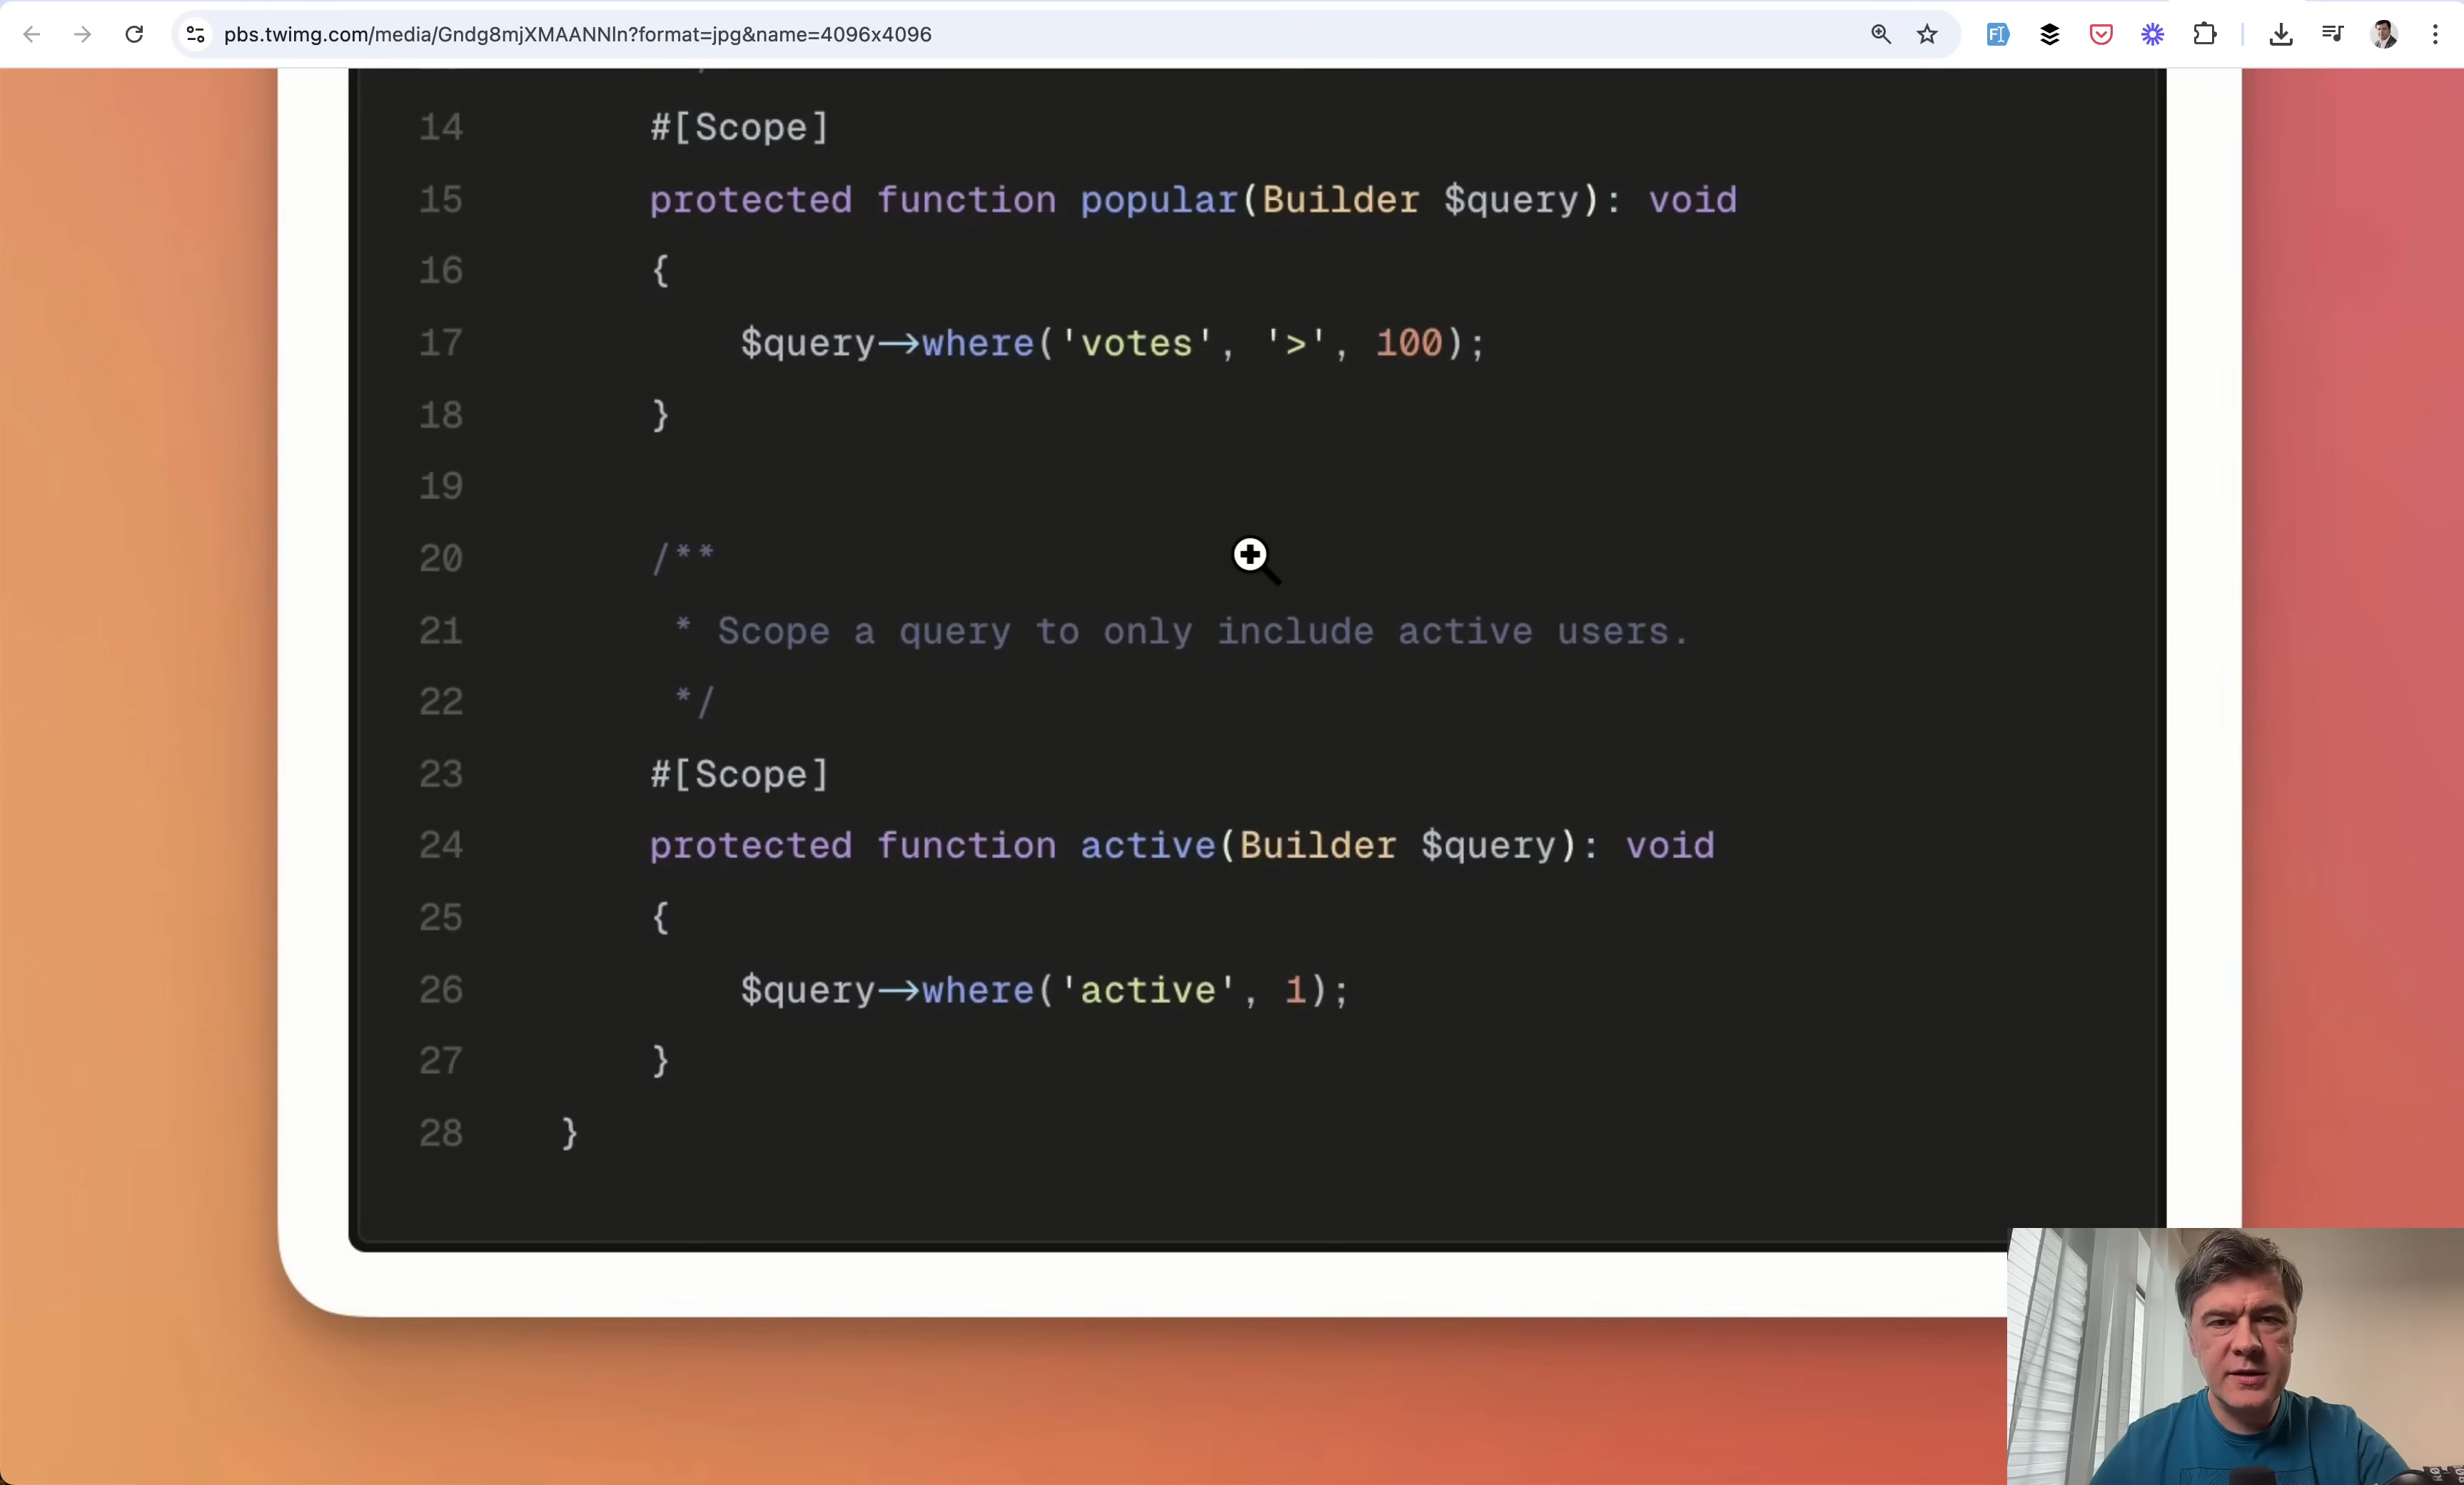 pbs.twimg.com/media/Gndg8mjXMAANNln?format=jpg&name=4096x4096
14 #[Scope]
15 protected function popular(Builder $query): void
16 {
17 $query->where('votes', '>', 100);
18 }
19
20 /**
21 * Scope a query to only include active users.
22 */
23 #[Scope]
24 protected function active(Builder $query): void
25 {
26 $query->where('active', 1);
27 }
28 }